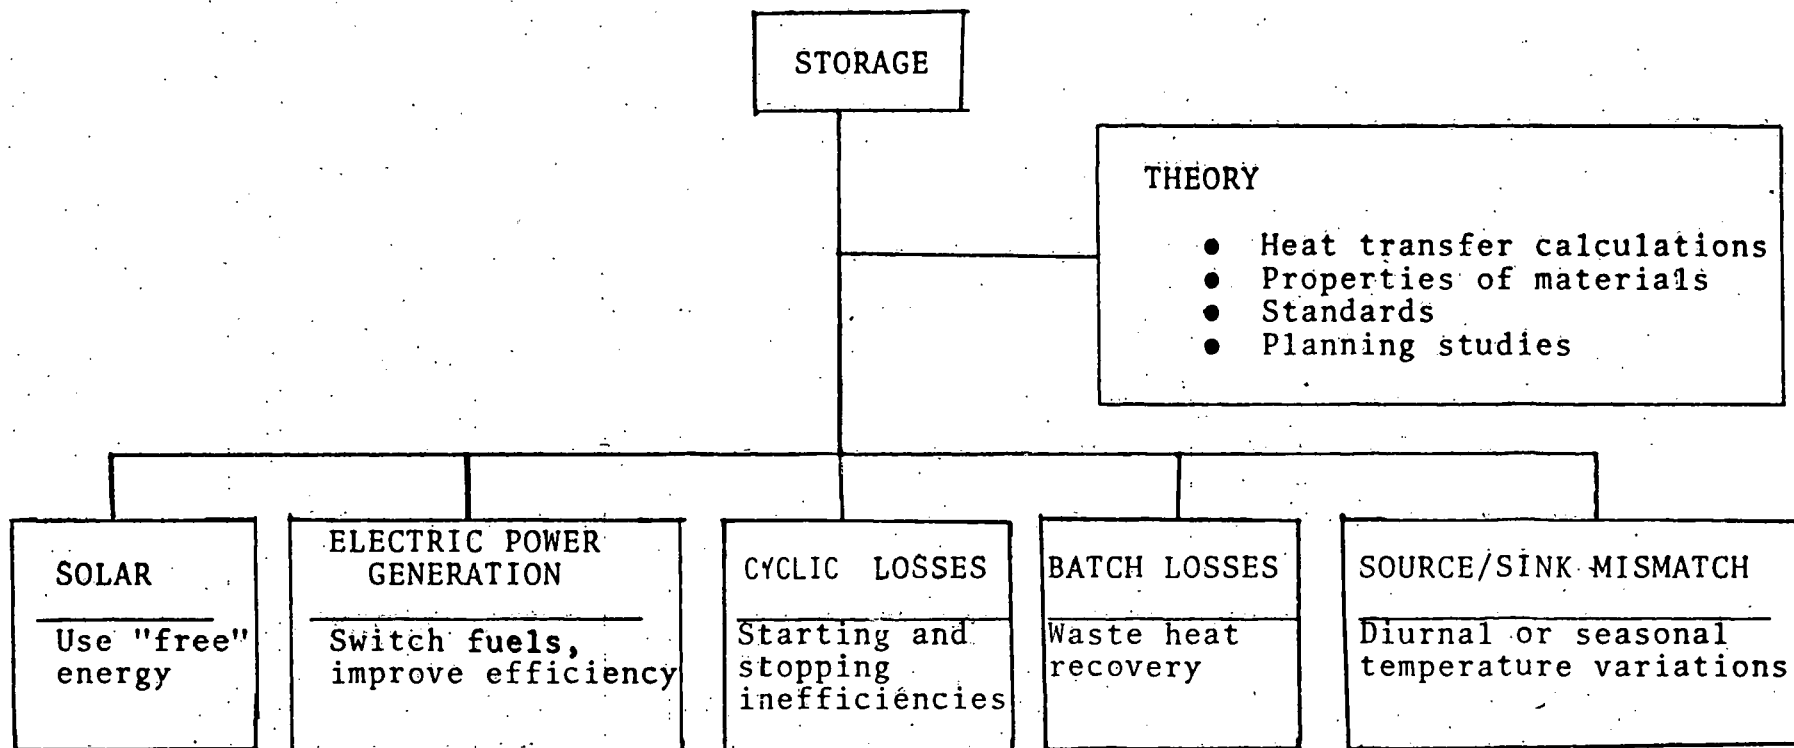 STORAGE
THEORY
● Heat transfer calculations
● Properties of materials
● Standards
● Planning studies
SOLAR
Use "free"
energy
ELECTRIC POWER
GENERATION
Switch fuels,
improve efficiency
CYCLIC LOSSES
Starting and
stopping
inefficiencies
BATCH LOSSES
Waste heat
recovery
SOURCE/SINK MISMATCH
Diurnal or seasonal
temperature variations